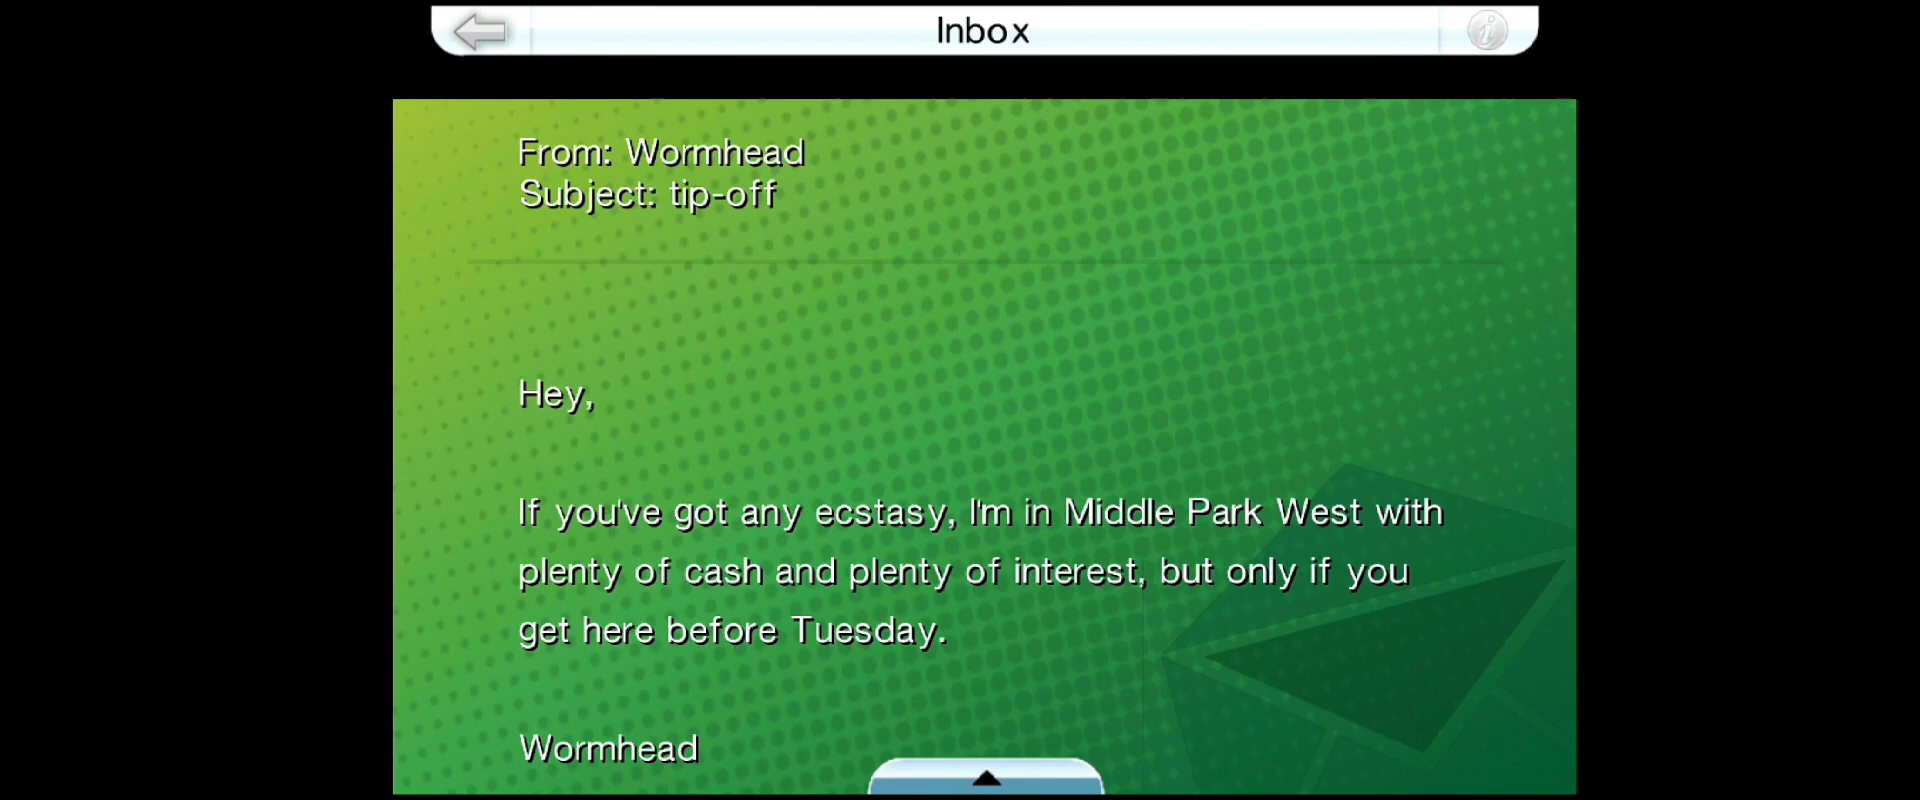 Inbox
From: Wormhead
Subject: tip-off
Hey,
If you've got any ecstasy, I'm in Middle Park West with
plenty of cash and plenty of interest, but only if you
get here before Tuesday.
Wormhead